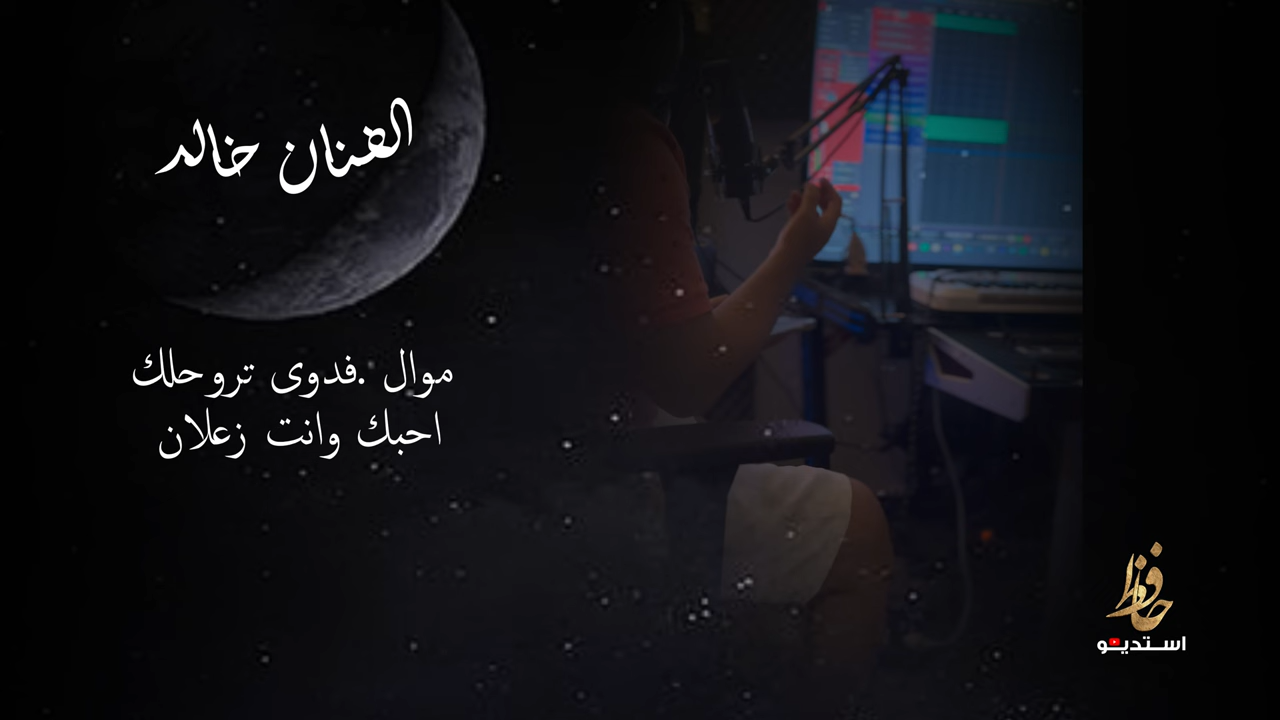 الفنان خالد
موال .فدوى تروحلك
احبك وانت زعلان
حافظ
استديو